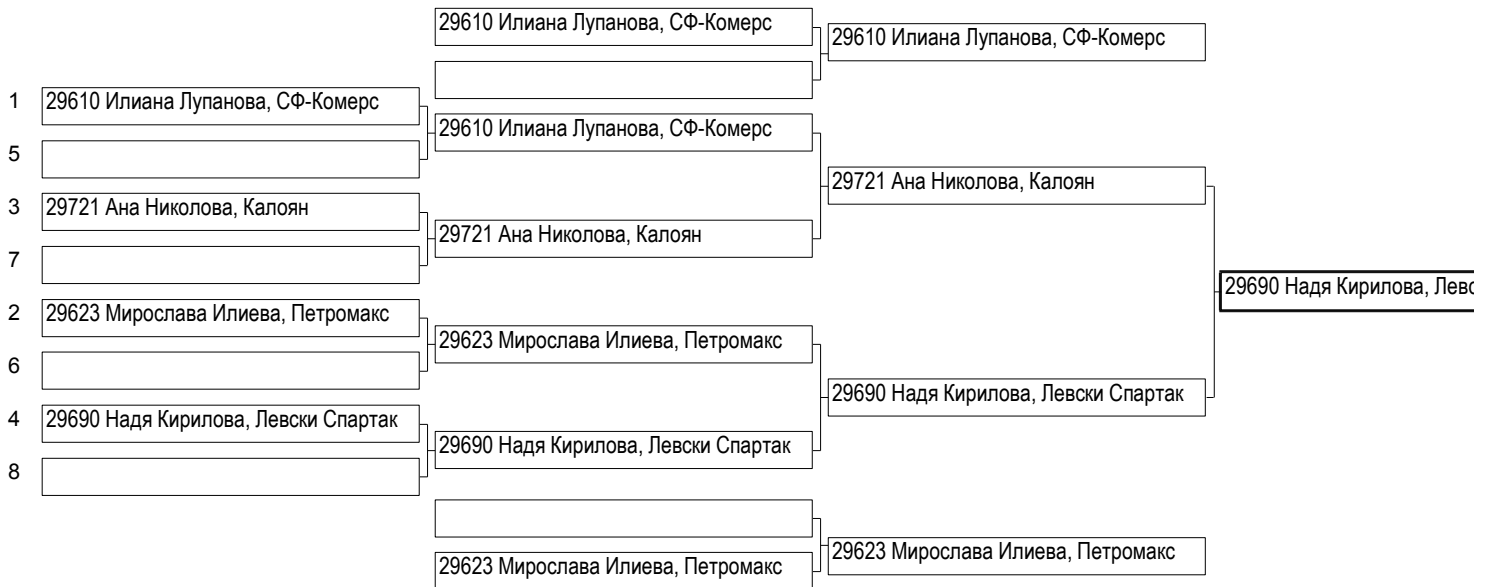 29610 Илиана Лупанова, СФ-Комерс
29610 Илиана Лупанова, СФ-Комерс
1 29610 Илиана Лупанова, СФ-Комерс
29610 Илиана Лупанова, СФ-Комерс
5
29721 Ана Николова, Калоян
3 29721 Ана Николова, Калоян
29721 Ана Николова, Калоян
7
29690 Надя Кирилова, Левс
2 29623 Мирослава Илиева, Петромакс
29623 Мирослава Илиева, Петромакс
6
29690 Надя Кирилова, Левски Спартак
4 29690 Надя Кирилова, Левски Спартак
29690 Надя Кирилова, Левски Спартак
8
29623 Мирослава Илиева, Петромакс
29623 Мирослава Илиева, Петромакс